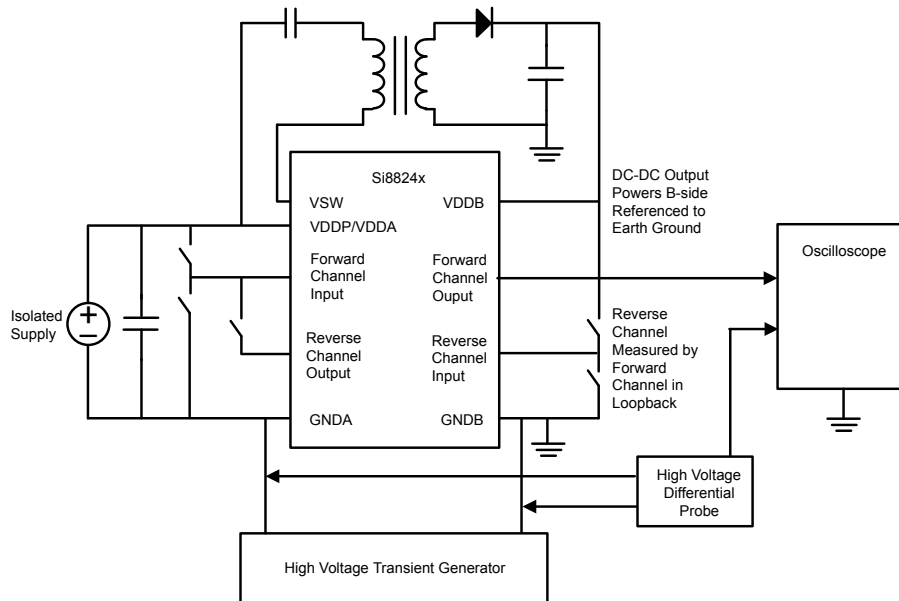 Si8824x
VSW
VDDB
VDDP/VDDA
Forward
Channel
Input
Forward
Channel
Ouput
Reverse
Channel
Output
Reverse
Channel
Input
GNDA
GNDB
Isolated
Supply
+
−
DC-DC Output
Powers B-side
Referenced to
Earth Ground
Oscilloscope
Reverse
Channel
Measured by
Forward
Channel in
Loopback
High Voltage
Differential
Probe
High Voltage Transient Generator